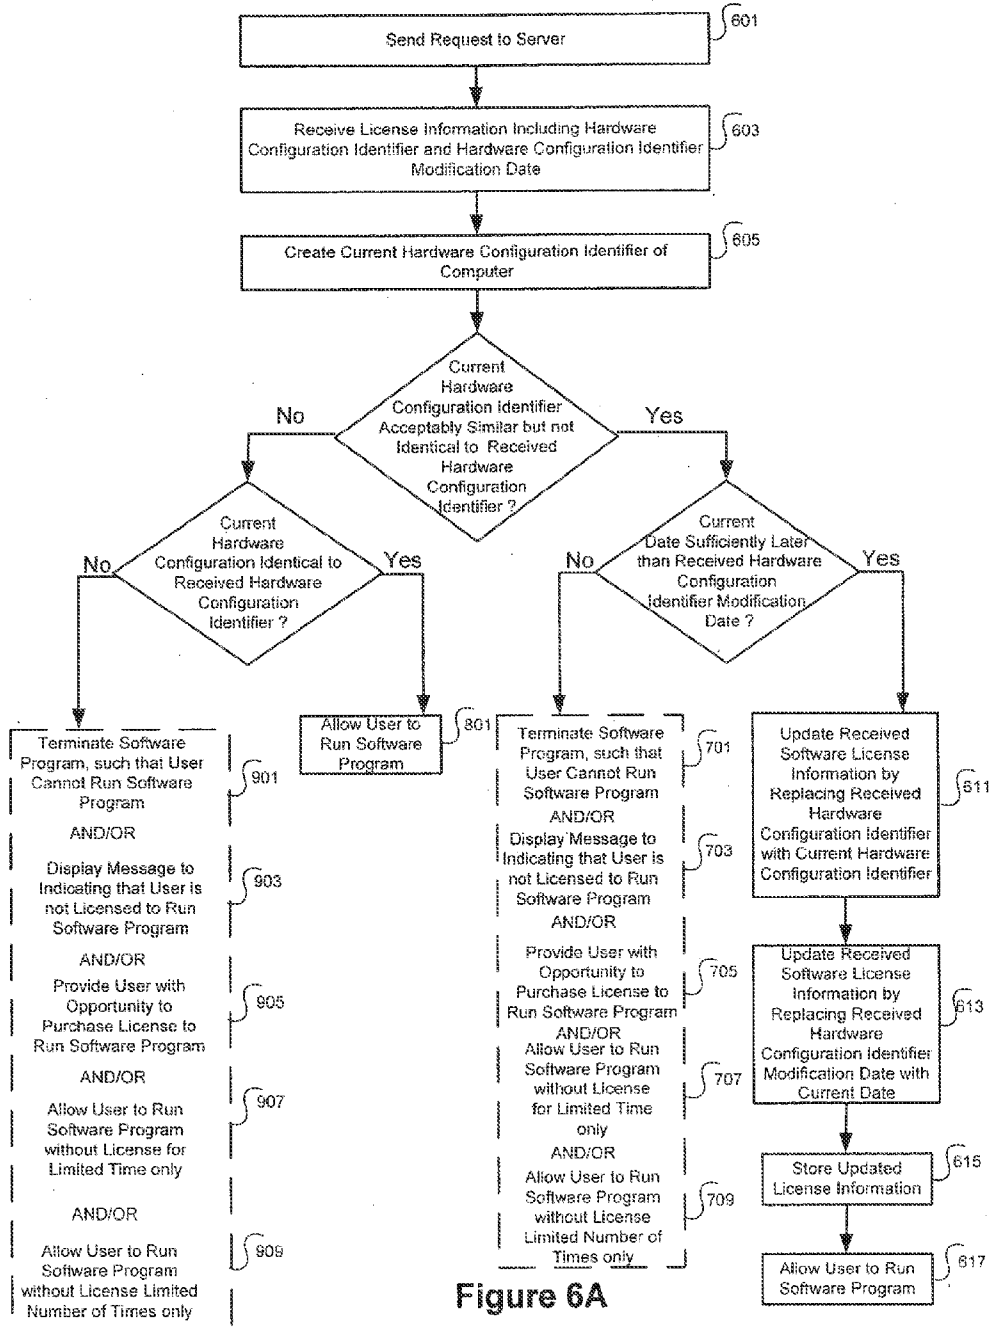 601
Send Request to Server
603
Receive License Information Including Hardware
Configuration Identifier and Hardware Configuration Identifier
Modification Date
605
Create Current Hardware Configuration Identifier of
Computer
Current
Hardware
Configuration Identifier
Acceptably Similar but not
Identical to Received
Hardware
Configuration
Identifier ?
No
Yes
Current
Hardware
Configuration Identical to
Received Hardware
Configuration
Identifier ?
No
Yes
Current
Date Sufficiently Later
than Received Hardware
Configuration
Identifier Modification
Date ?
No
Yes
Terminate Software
Program, such that User
Cannot Run Software
Program
901
AND/OR
Display Message to
Indicating that User is
not Licensed to Run
Software Program
903
AND/OR
Provide User with
Opportunity to
Purchase License to
Run Software Program
905
AND/OR
Allow User to Run
Software Program
without License for
Limited Time only
907
AND/OR
Allow User to Run
Software Program
without License Limited
Number of Times only
909
Allow User to
Run Software
Program
801
Terminate Software
Program, such that
User Cannot Run
Software Program
701
AND/OR
Display Message to
Indicating that User is
not Licensed to Run
Software Program
703
AND/OR
Provide User with
Opportunity to
Purchase License to
Run Software Program
705
AND/OR
Allow User to Run
Software Program
without License
for Limited Time
only
707
AND/OR
Allow User to Run
Software Program
without License
Limited Number of
Times only
709
Update Received
Software License
Information by
Replacing Received
Hardware
Configuration Identifier
with Current Hardware
Configuration Identifier
611
Update Received
Software License
Information by
Replacing Received
Hardware
Configuration Identifier
Modification Date with
Current Date
613
Store Updated
License Information
615
Allow User to Run
Software Program
617
Figure 6A